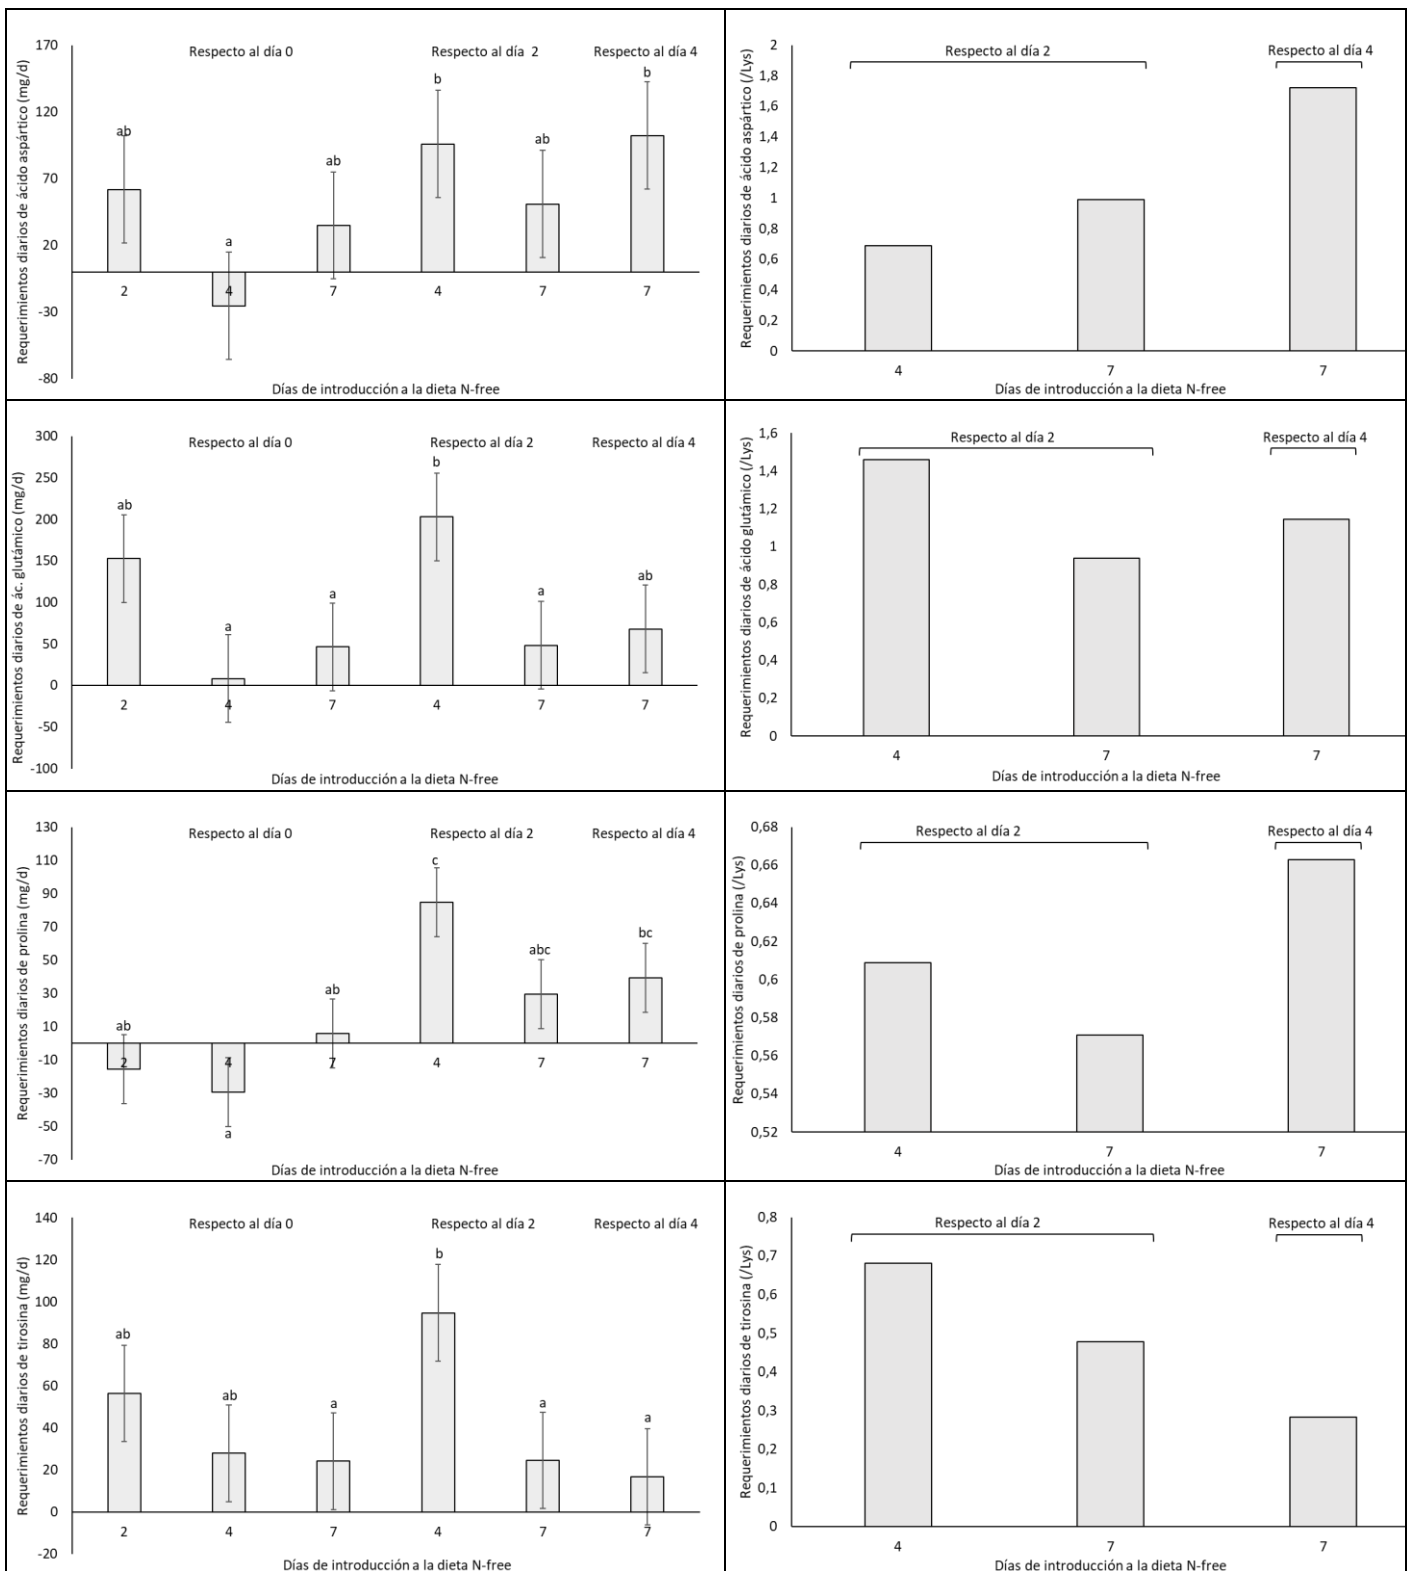 Requerimientos diarios de ácido aspártico (mg/d)
170
120
70
20
-30
-80
Respecto al día 0
Respecto al día 2
Respecto al día 4
ab
a
ab
b
ab
b
2
4
7
4
7
7
Días de introducción a la dieta N-free
Requerimientos diarios de ácido aspártico (/Lys)
2
1,8
1,6
1,4
1,2
1
0,8
0,6
0,4
0,2
0
Respecto al día 2
Respecto al día 4
4
7
7
Días de introducción a la dieta N-free
Requerimientos diarios de ác. glutámico (mg/d)
300
250
200
150
100
50
0
-50
-100
Respecto al día 0
Respecto al día 2
Respecto al día 4
ab
a
a
b
a
ab
2
4
7
4
7
7
Días de introducción a la dieta N-free
Requerimientos diarios de ácido glutámico (/Lys)
1,6
1,4
1,2
1
0,8
0,6
0,4
0,2
0
Respecto al día 2
Respecto al día 4
4
7
7
Días de introducción a la dieta N-free
Requerimientos diarios de prolina (mg/d)
130
110
90
70
50
30
10
-10
-30
-50
-70
Respecto al día 0
Respecto al día 2
Respecto al día 4
ab
a
ab
c
abc
bc
2
4
7
4
7
7
Días de introducción a la dieta N-free
Requerimientos diarios de prolina (/Lys)
0,68
0,66
0,64
0,62
0,6
0,58
0,56
0,54
0,52
Respecto al día 2
Respecto al día 4
4
7
7
Días de introducción a la dieta N-free
Requerimientos diarios de tirosina (mg/d)
140
120
100
80
60
40
20
0
-20
Respecto al día 0
Respecto al día 2
Respecto al día 4
ab
ab
a
b
a
a
2
4
7
4
7
7
Días de introducción a la dieta N-free
Requerimientos diarios de tirosina (/Lys)
0,8
0,7
0,6
0,5
0,4
0,3
0,2
0,1
0
Respecto al día 2
Respecto al día 4
4
7
7
Días de introducción a la dieta N-free